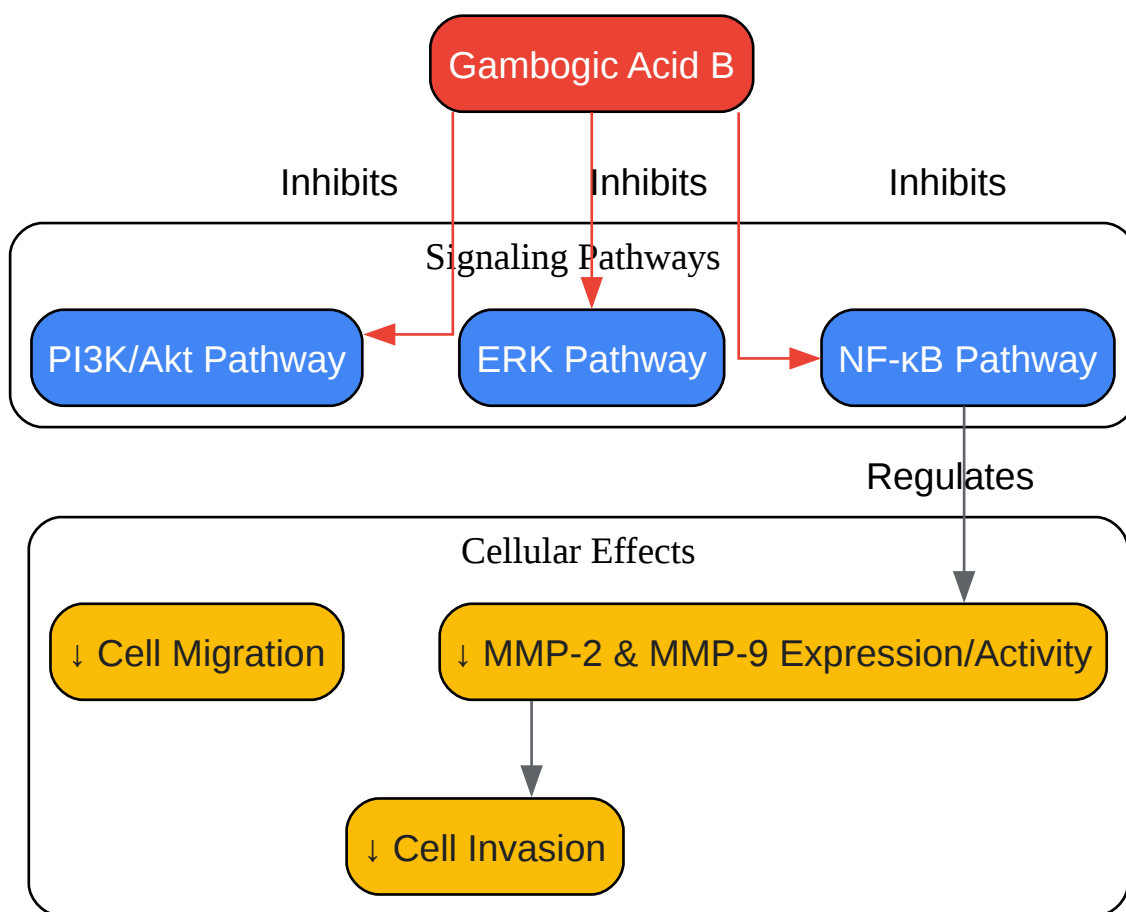 Gambogic Acid B
Inhibits
Inhibits
Inhibits
Signaling Pathways
PI3K/Akt Pathway
ERK Pathway
NF-κB Pathway
Regulates
Cellular Effects
↓ Cell Migration
↓ MMP-2 & MMP-9 Expression/Activity
↓ Cell Invasion